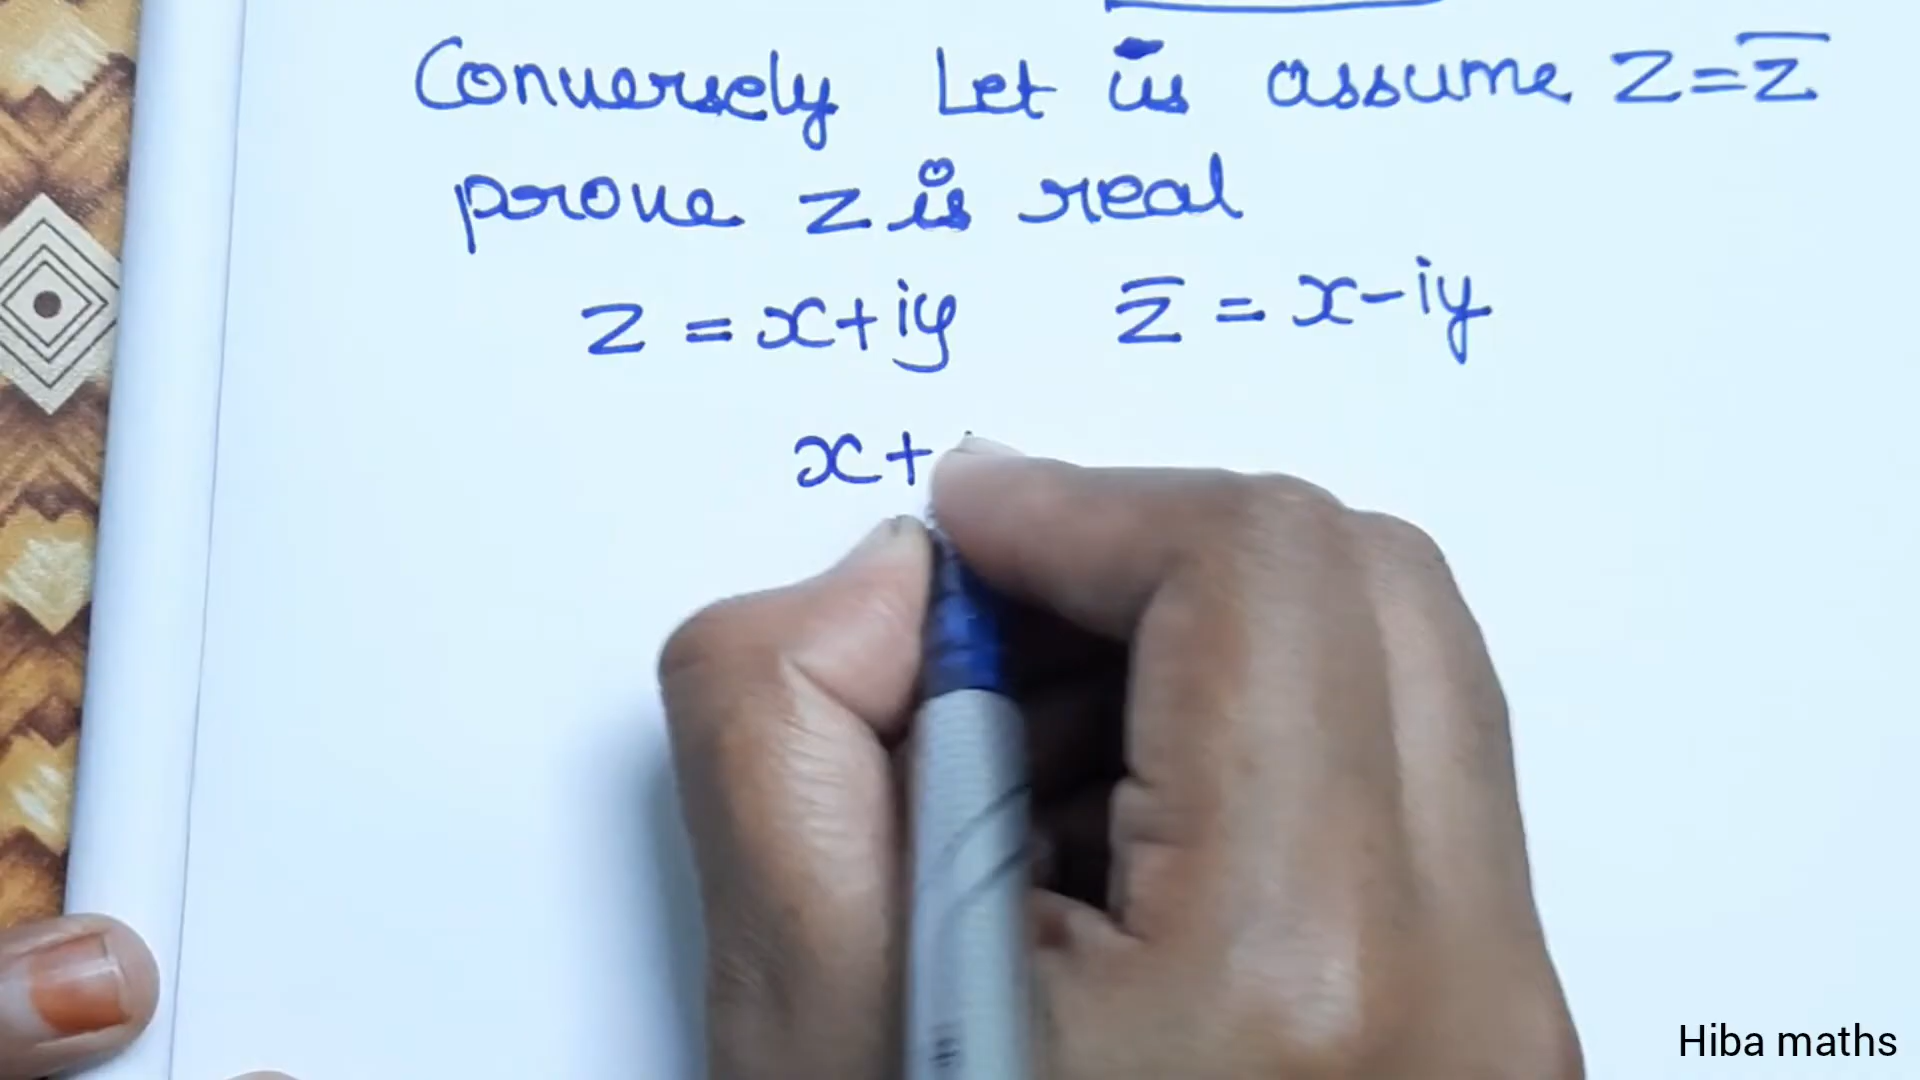 Conversely Let us assume z = z̅
prove z is real
z = x+iy z̅ = x-iy
x+
Hiba maths